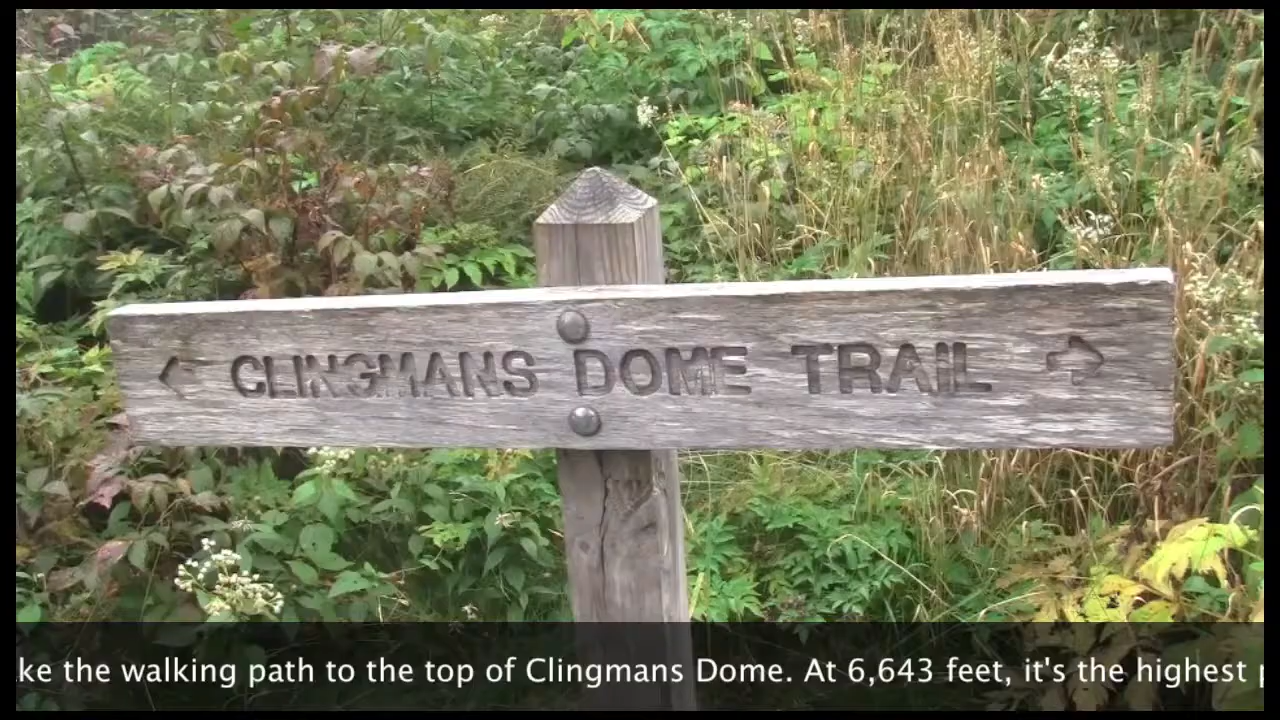 CLINGMANS DOME TRAIL
the walking path to the top of Clingmans Dome. At 6,643 feet, it's the highest